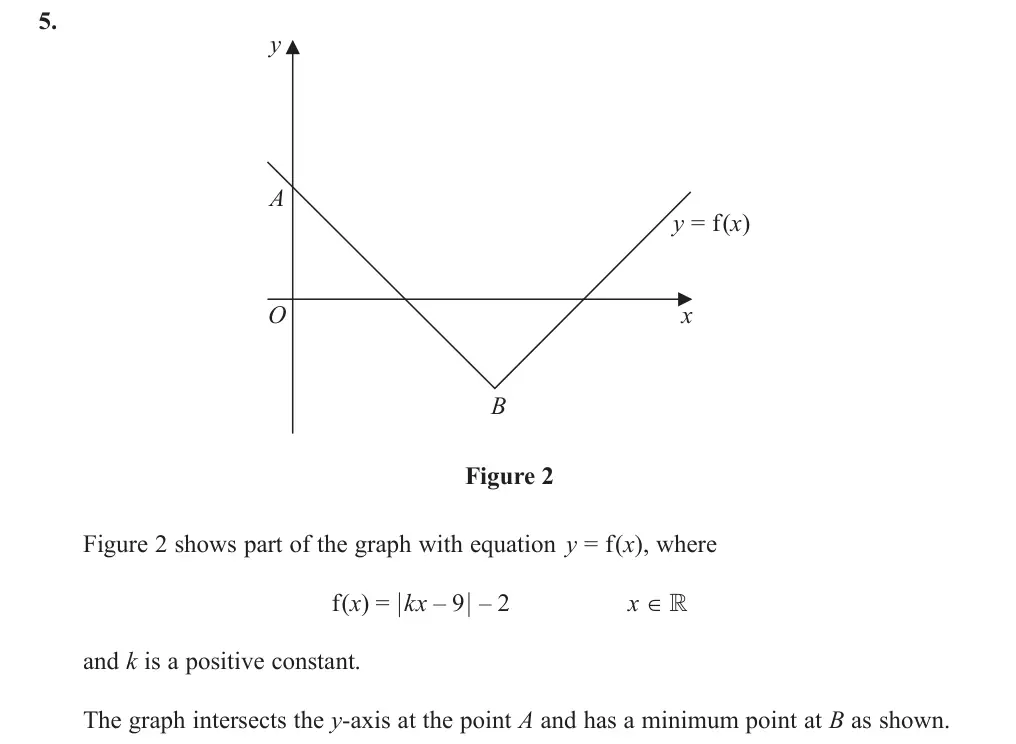 5.
y
A
y = f(x)
O
x
B
Figure 2
Figure 2 shows part of the graph with equation y = f(x), where
f(x) = |kx – 9| – 2 x ∈ ℝ
and k is a positive constant.
The graph intersects the y-axis at the point A and has a minimum point at B as shown.